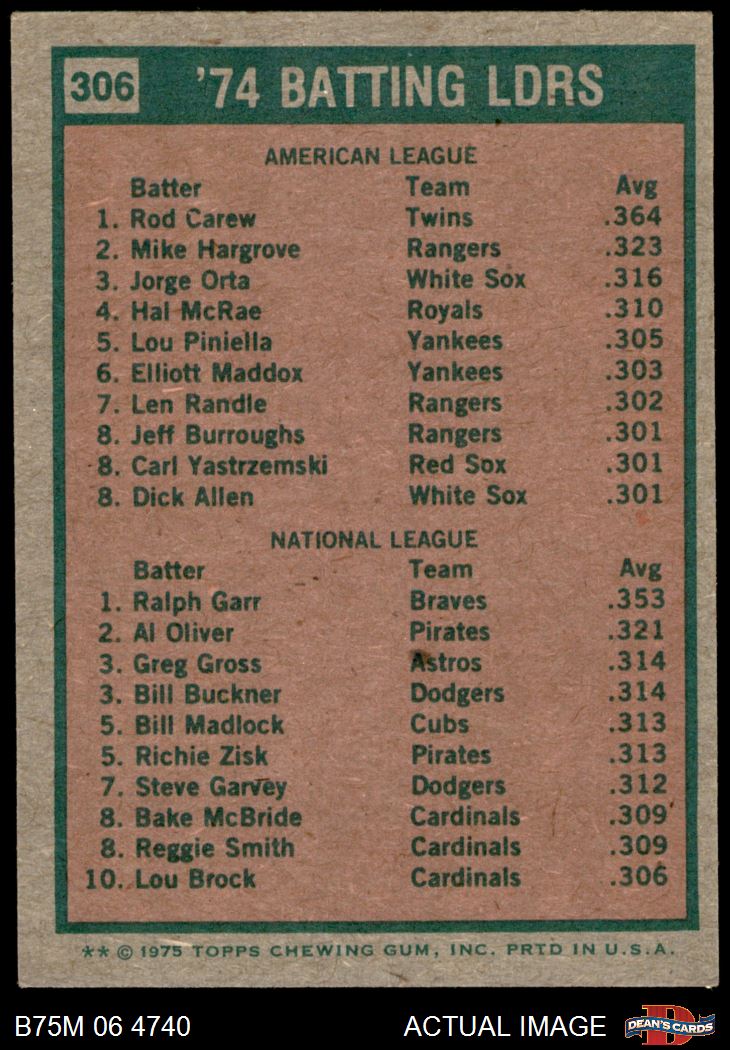 306 '74 BATTING LDRS
AMERICAN LEAGUE
Batter Team Avg
1. Rod Carew Twins .364
2. Mike Hargrove Rangers .323
3. Jorge Orta White Sox .316
4. Hal McRae Royals .310
5. Lou Piniella Yankees .305
6. Elliott Maddox Yankees .303
7. Len Randle Rangers .302
8. Jeff Burroughs Rangers .301
8. Carl Yastrzemski Red Sox .301
8. Dick Allen White Sox .301
NATIONAL LEAGUE
Batter Team Avg
1. Ralph Garr Braves .353
2. Al Oliver Pirates .321
3. Greg Gross Astros .314
3. Bill Buckner Dodgers .314
5. Bill Madlock Cubs .313
5. Richie Zisk Pirates .313
7. Steve Garvey Dodgers .312
8. Bake McBride Cardinals .309
8. Reggie Smith Cardinals .309
10. Lou Brock Cardinals .306
** © 1975 TOPPS CHEWING GUM, INC. PRTD IN U.S.A.
B75M 06 4740 ACTUAL IMAGE D DEAN'S CARDS